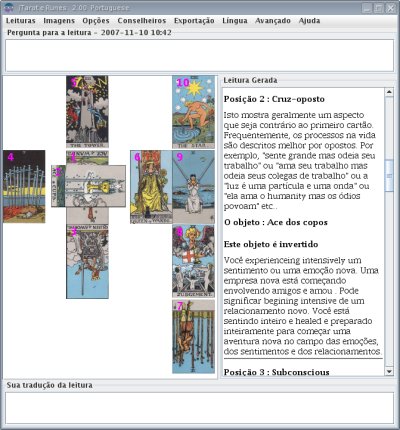 jTarot e Runes - 2.00 Portuguese
Leituras Imagens Opções Conselheiros Exportação Língua Avançado Ajuda
Pergunta para a leitura - 2007-11-10 10:42
5
THE TOWER
10
THE STAR
4
6
9
3
8
JUDGEMENT
7
Leitura Gerada
Posição 2 : Cruz-oposto
Isto mostra geralmente um aspecto
que seja contrário ao primeiro cartão.
Frequentemente, os processos na vida
são descritos melhor por opostos. Por
exemplo, "sente grande mas odeia seu
trabalho" ou "ama seu trabalho mas
odeia seus colegas de trabalho" ou a
"luz é uma partícula e uma onda" ou
"ela ama o humanity mas os ódios
povoam" etc..
O objeto : Ace dos copos
Este objeto é invertido
Você experienceing intensively um
sentimento ou uma emoção nova. Uma
empresa nova está começando
envolvendo amigos e amou . Pode
significar begining intensive de um
relacionamento novo. Você está
sentindo inteiro e healed e preparado
inteiramente para começar uma
aventura nova no campo das emoções,
dos sentimentos e dos relacionamentos.
Posição 3 : Subconscious
Sua tradução da leitura